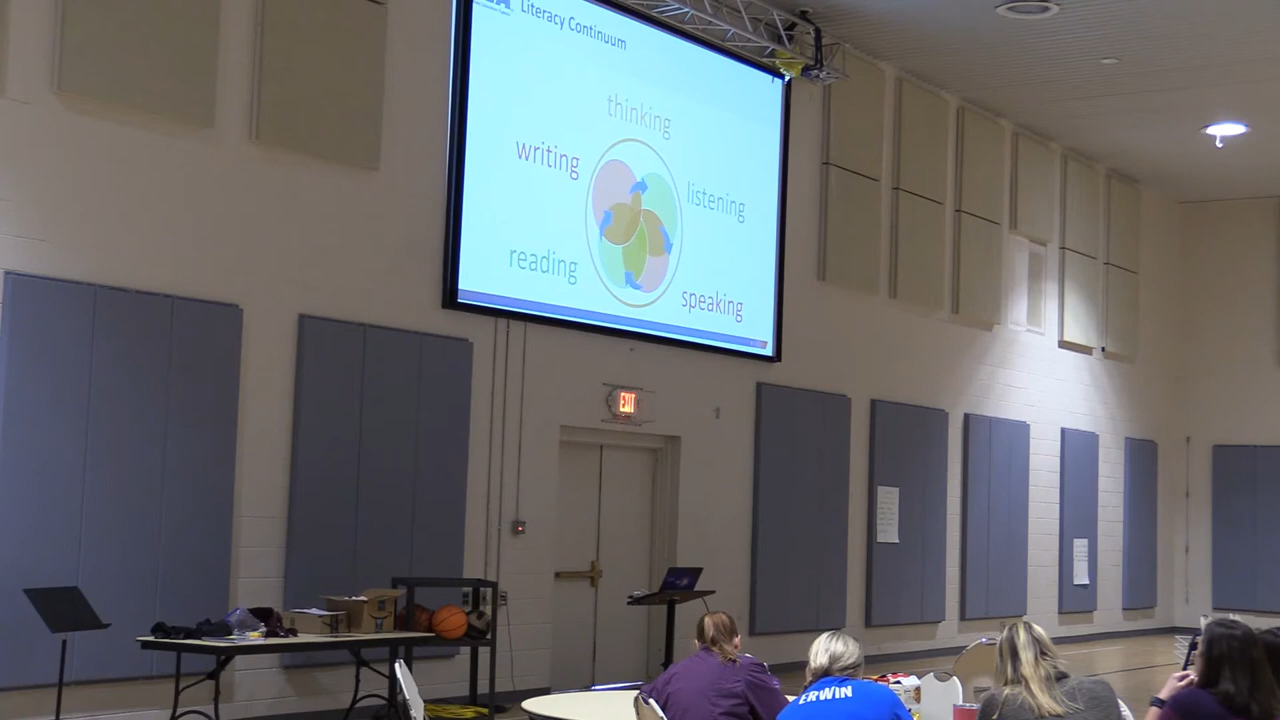 Literacy Continuum
thinking
writing
listening
reading
speaking
EXIT
ERWIN